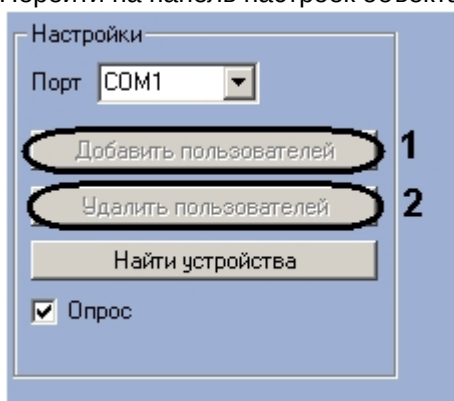 Перейти на панель настроек объекта
Настройки
Порт COM1
Добавить пользователей 1
Удалить пользователей 2
Найти устройства
Опрос